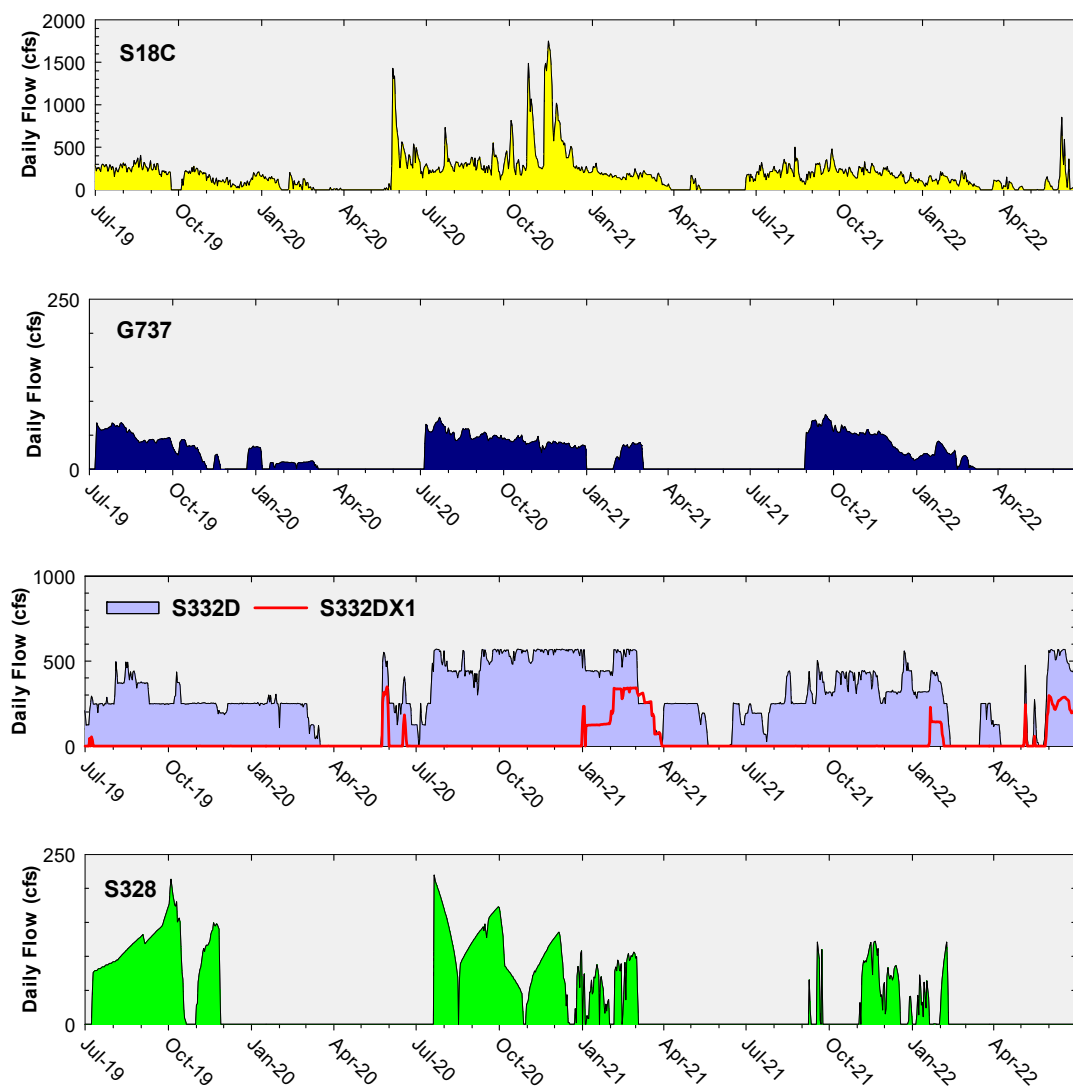 2000
1500
1000
500
0
Daily Flow (cfs)
S18C
Jul-19 Oct-19 Jan-20 Apr-20 Jul-20 Oct-20 Jan-21 Apr-21 Jul-21 Oct-21 Jan-22 Apr-22
250
0
Daily Flow (cfs)
G737
Jul-19 Oct-19 Jan-20 Apr-20 Jul-20 Oct-20 Jan-21 Apr-21 Jul-21 Oct-21 Jan-22 Apr-22
1000
500
0
Daily Flow (cfs)
S332D S332DX1
Jul-19 Oct-19 Jan-20 Apr-20 Jul-20 Oct-20 Jan-21 Apr-21 Jul-21 Oct-21 Jan-22 Apr-22
250
0
Daily Flow (cfs)
S328
Jul-19 Oct-19 Jan-20 Apr-20 Jul-20 Oct-20 Jan-21 Apr-21 Jul-21 Oct-21 Jan-22 Apr-22